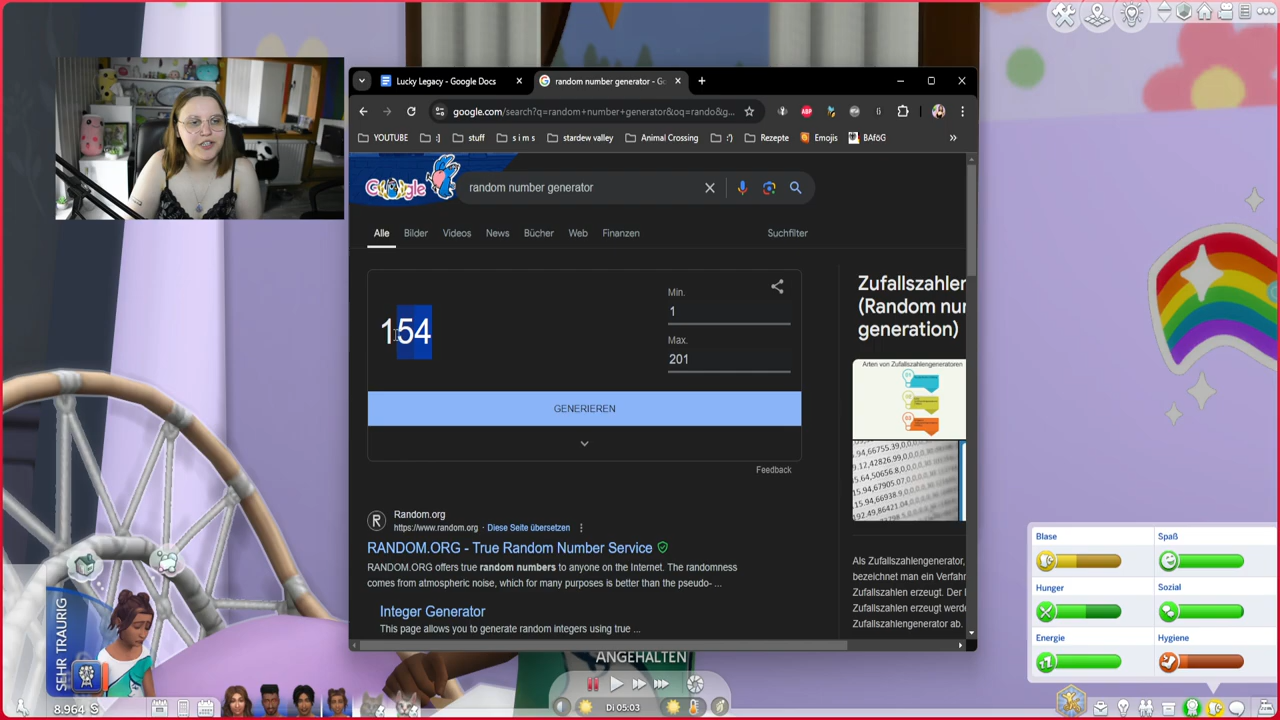 Lucky Legacy - Google Docs
random number generator - Go
google.com/search?q=random+number+generator&oq=rando&g...
YOUTUBE
:]
stuff
s i m s
stardew valley
Animal Crossing
:')
Rezepte
Emojis
BAföG
»
Google
random number generator
Alle
Bilder
Videos
News
Bücher
Web
Finanzen
Suchfilter
154
Min.
1
Max.
201
GENERIEREN
Feedback
Zufallszahlen
(Random nur
generation)
Arten von Zufallszahlengeneratoren
R
Random.org
https://www.random.org · Diese Seite übersetzen
RANDOM.ORG - True Random Number Service
RANDOM.ORG offers true random numbers to anyone on the Internet. The randomness
comes from atmospheric noise, which for many purposes is better than the pseudo- ...
Integer Generator
This page allows you to generate random integers using true ...
Als Zufallszahlengenerator,
bezeichnet man ein Verfahr
Zufallszahlen erzeugt. Der
Zufallszahlengenerator ab.
Blase
Spaß
Hunger
Sozial
Energie
Hygiene
SEHR TRAURIG
ANGEHALTEN
8.964 S
Di 05:03